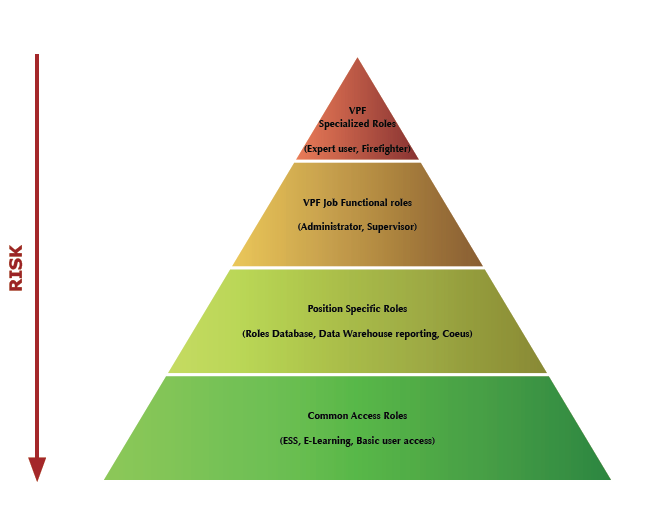 VPF
Specialized Roles
(Expert user, Firefighter)
VPF Job Functional roles
(Administrator, Supervisor)
RISK
Position Specific Roles
(Roles Database, Data Warehouse reporting, Coeus)
Common Access Roles
(ESS, E-Learning, Basic user access)